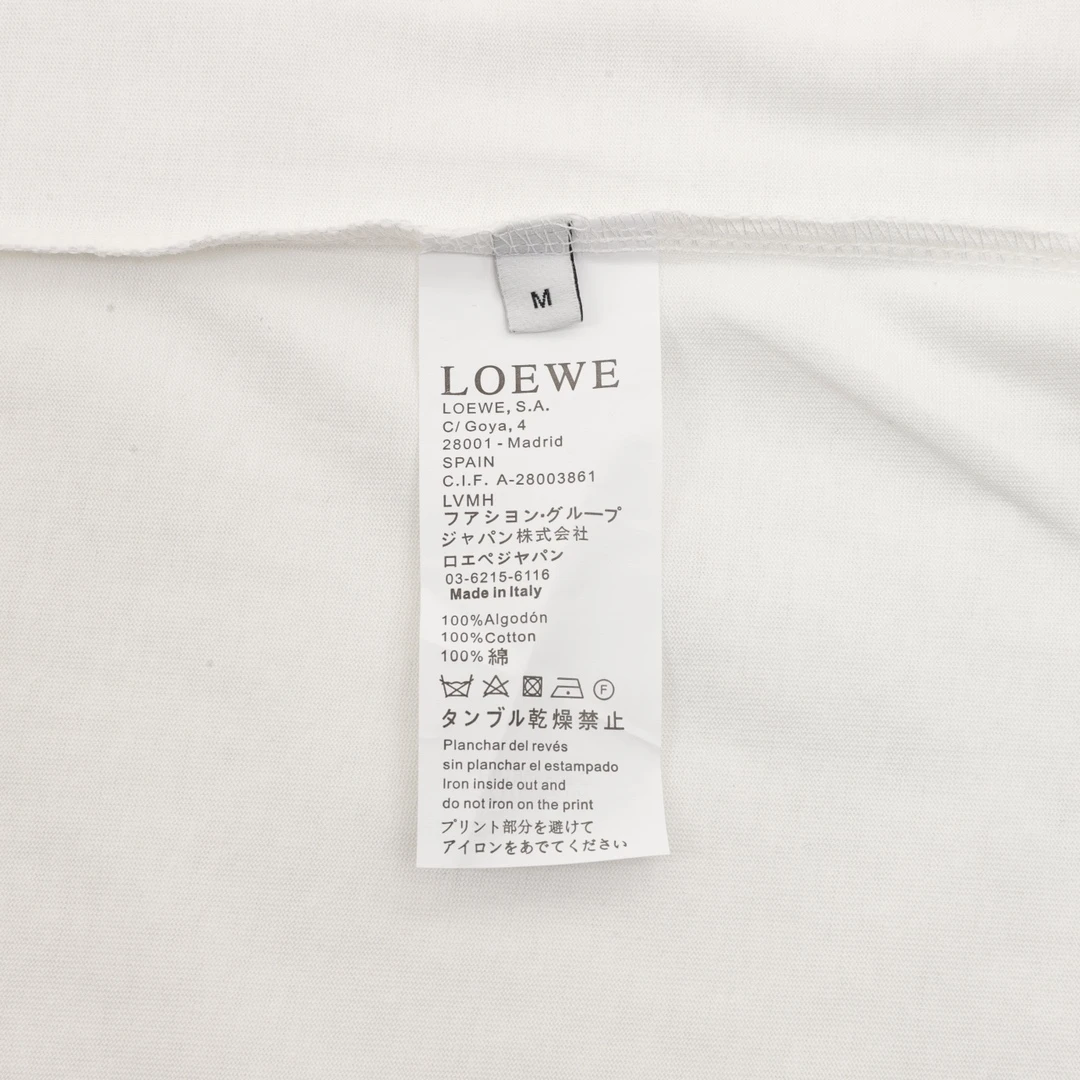 M
LOEWE
LOEWE, S.A.
C/ Goya, 4
28001 - Madrid
SPAIN
C.I.F. A-28003861
LVMH
フアシヨン・グループ
ジャパン株式会社
ロエペジャパン
03-6215-6116
Made in Italy
100%Algodón
100%Cotton
100% 綿
F
タンブル乾燥禁止
Planchar del revés
sin planchar el estampado
Iron inside out and
do not iron on the print
プリント部分を避けて
アイロンをあでてください